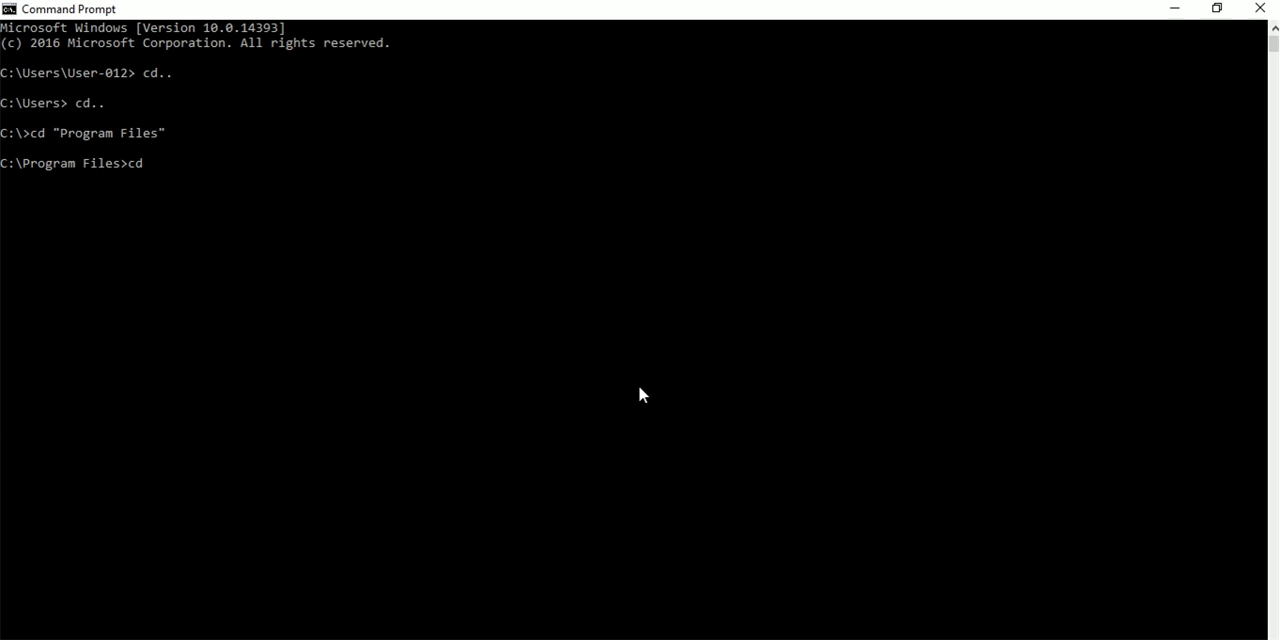 Command Prompt
Microsoft Windows [Version 10.0.14393]
(c) 2016 Microsoft Corporation. All rights reserved.
C:\Users\User-012> cd..
C:\Users> cd..
C:\>cd "Program Files"
C:\Program Files>cd